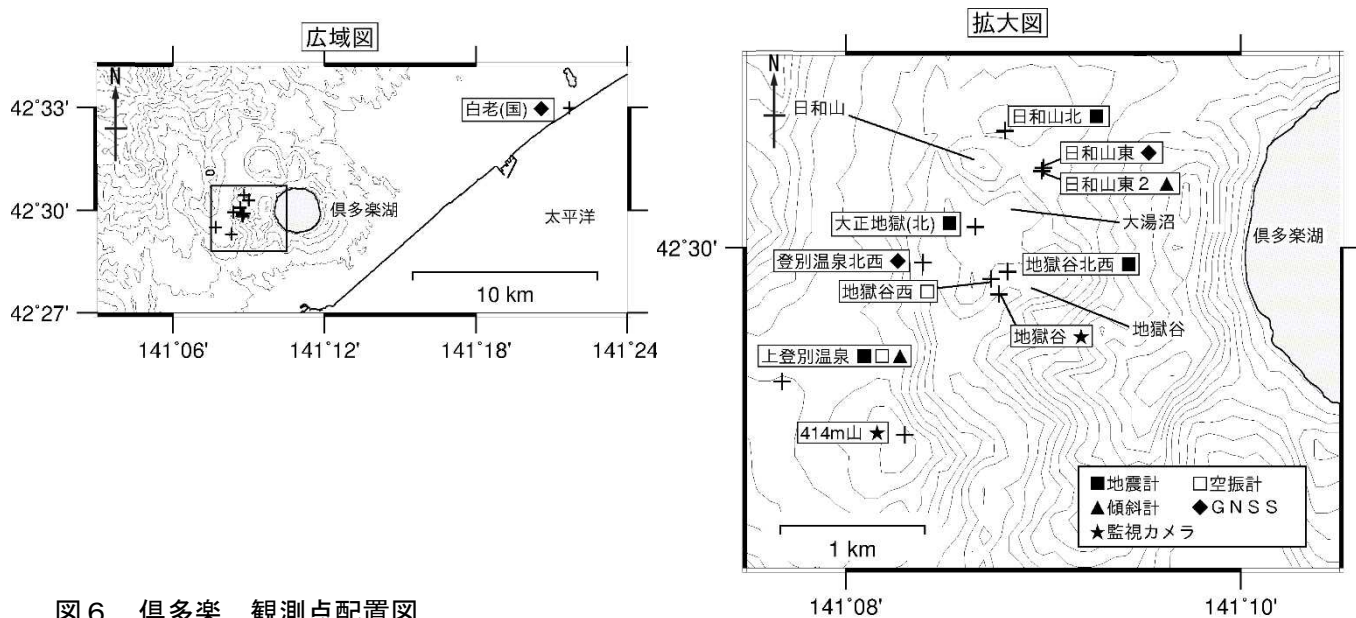 広域図
N
42°33'
42°30'
42°27'
白老(国) ◆
倶多楽湖
太平洋
10 km
141°06'
141°12'
141°18'
141°24'
拡大図
N
141°08'
141°10'
42°30'
日和山
日和山北 ■
日和山東 ◆
日和山東２ ▲
大正地獄(北) ■
大湯沼
倶多楽湖
登別温泉北西 ◆
地獄谷北西 ■
地獄谷西 □
地獄谷
地獄谷 ★
上登別温泉 ■□▲
414m山 ★
■地震計 □空振計
▲傾斜計 ◆ＧＮＳＳ
★監視カメラ
1 km
図６ 倶多楽 観測点配置図